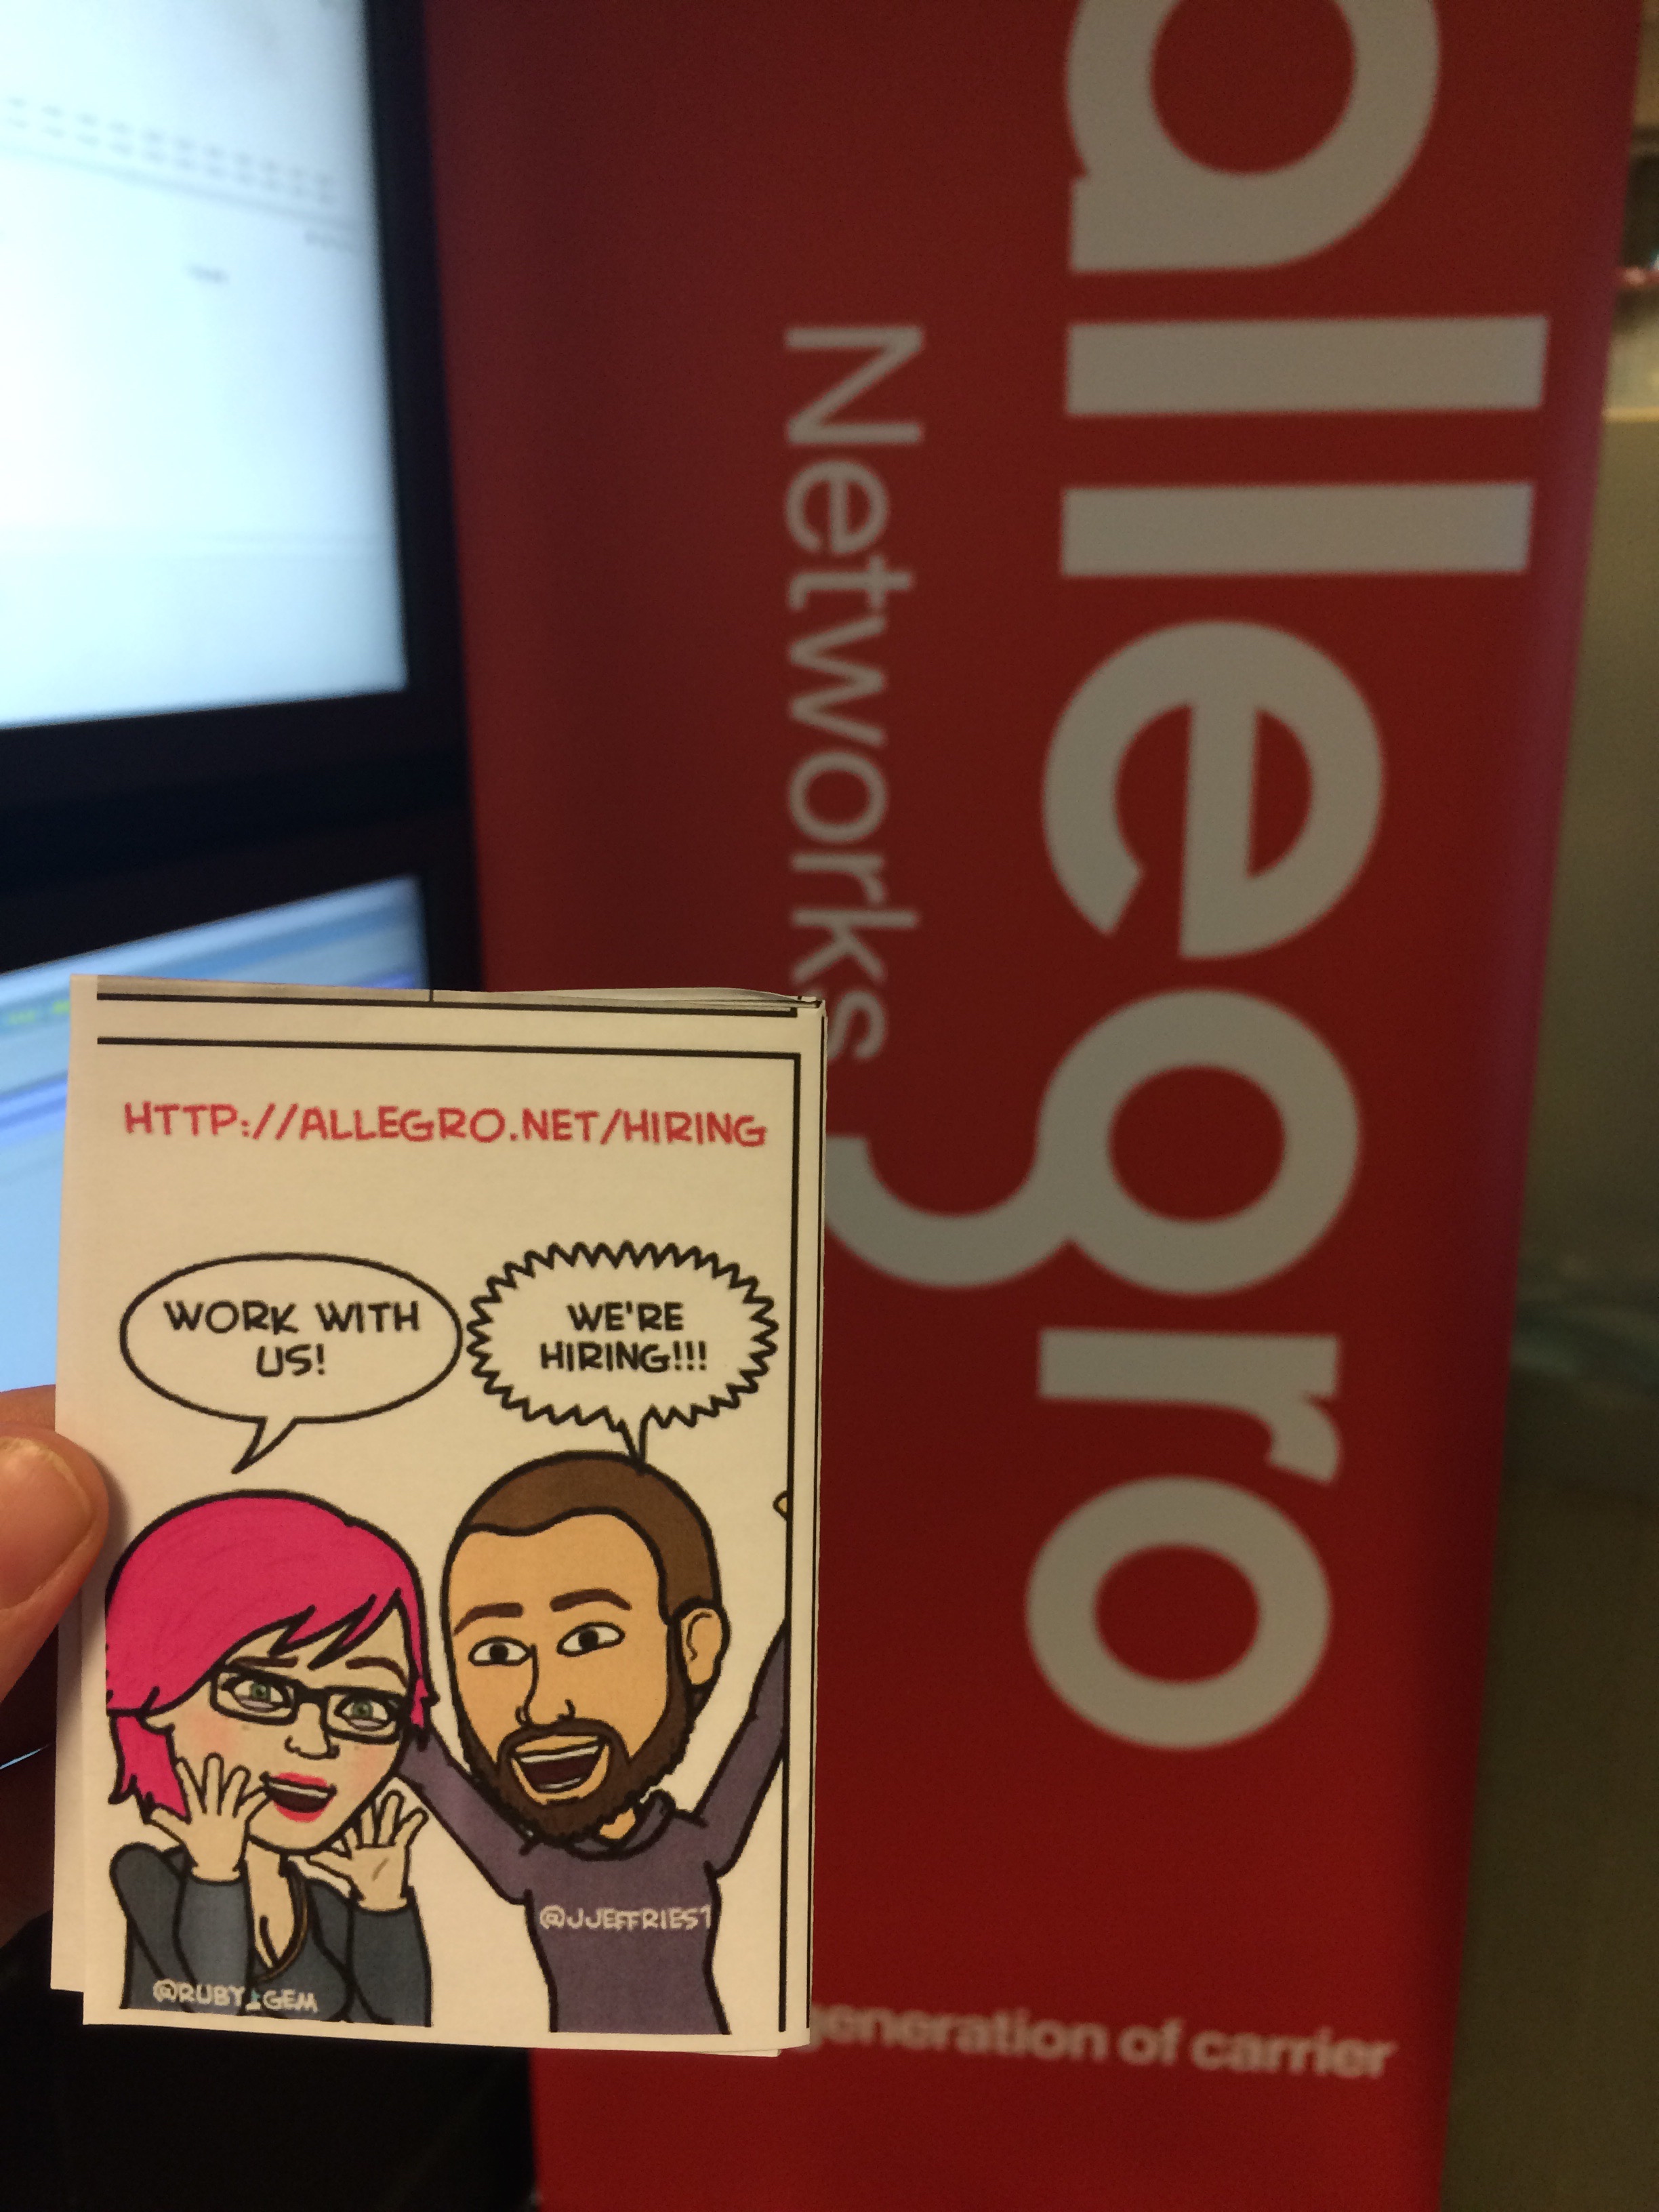 allegro
Networks
HTTP://ALLEGRO.NET/HIRING
WORK WITH
US!
WE'RE
HIRING!!!
@JJEFFRIES1
@RUBY_GEM
generation of carrier